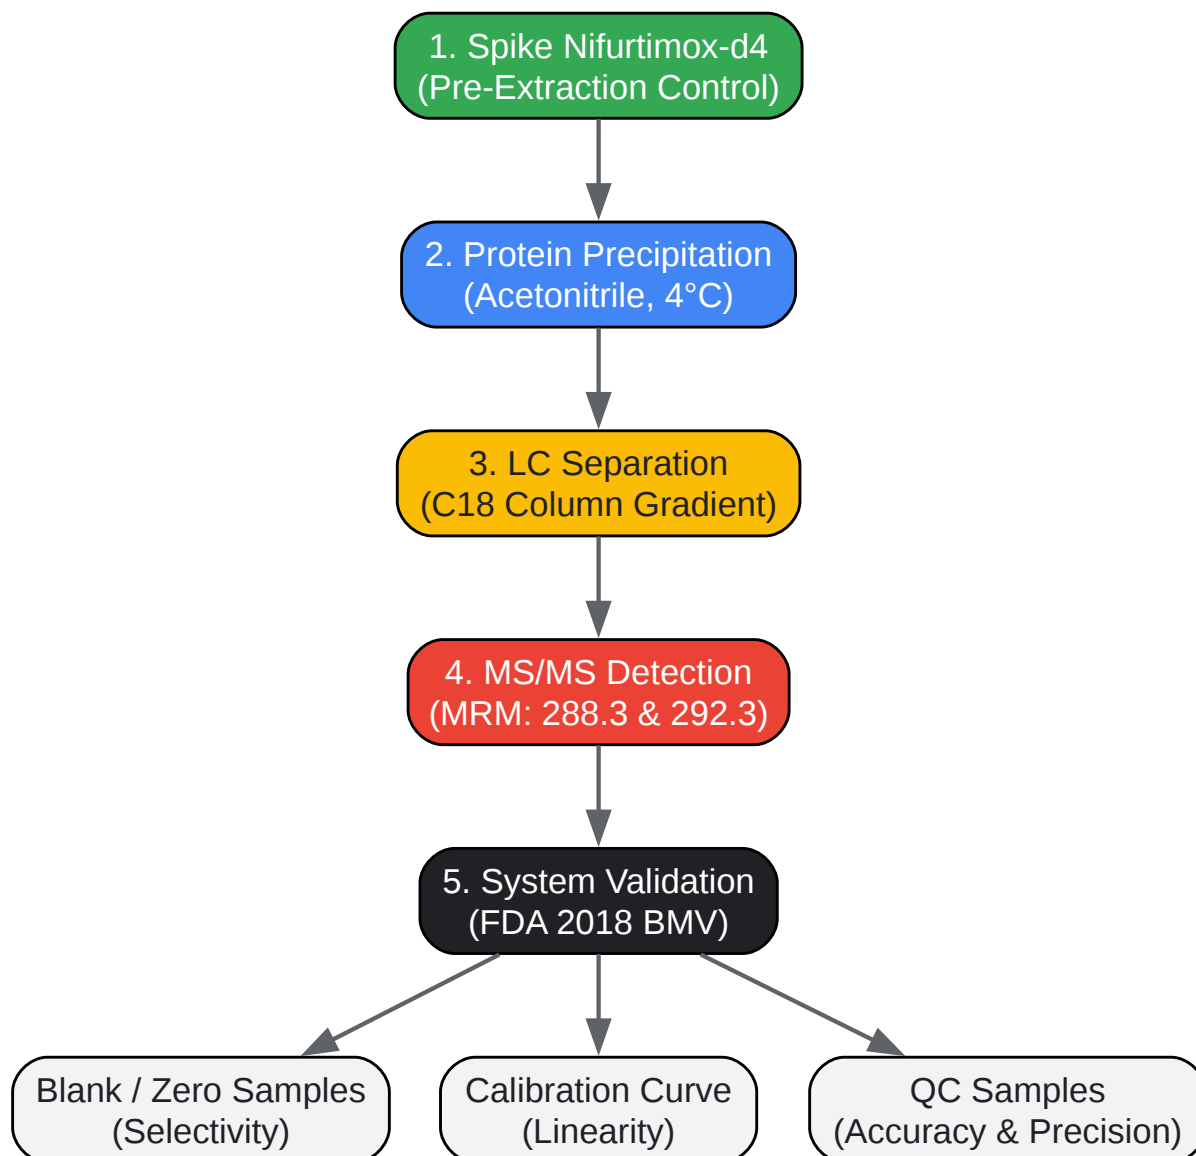 1. Spike Nifurtimox-d4
(Pre-Extraction Control)
2. Protein Precipitation
(Acetonitrile, 4°C)
3. LC Separation
(C18 Column Gradient)
4. MS/MS Detection
(MRM: 288.3 & 292.3)
5. System Validation
(FDA 2018 BMV)
Blank / Zero Samples
(Selectivity)
Calibration Curve
(Linearity)
QC Samples
(Accuracy & Precision)